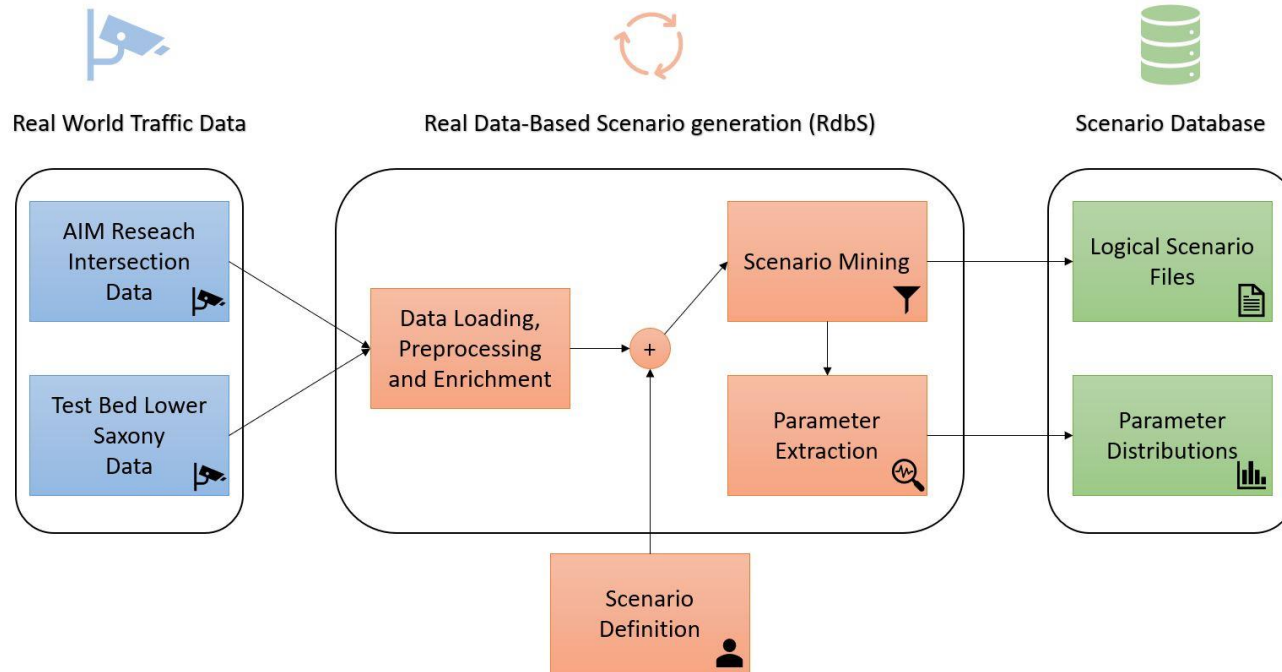 Real World Traffic Data
Real Data-Based Scenario generation (RdbS)
Scenario Database
AIM Reseach
Intersection
Data
Test Bed Lower
Saxony
Data
Data Loading,
Preprocessing
and Enrichment
+
Scenario Mining
Parameter
Extraction
Scenario
Definition
Logical Scenario
Files
Parameter
Distributions